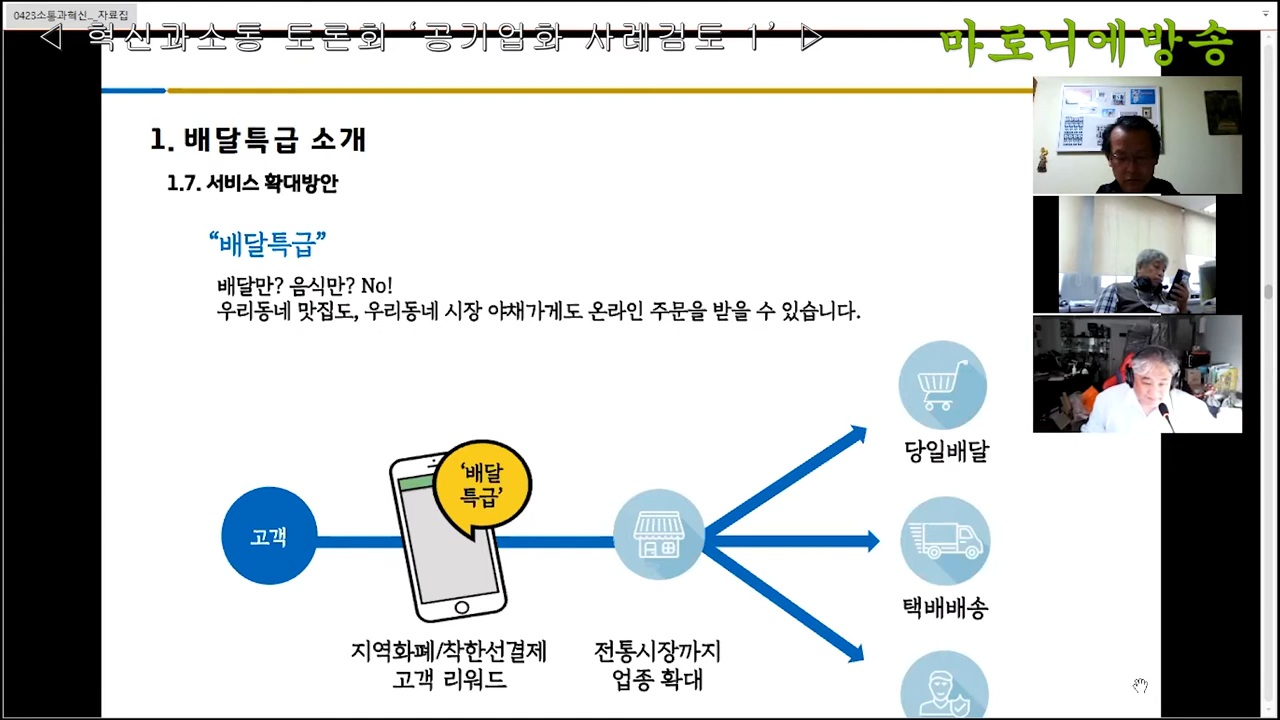 0423소통과혁신._자료집
◁ 혁신과소통 토론회 ‘공기업화 사례검토 1’ ▷
마로니에방송
1. 배달특급 소개
1.7. 서비스 확대방안
“배달특급”
배달만? 음식만? No!
우리동네 맛집도, 우리동네 시장 야채가게도 온라인 주문을 받을 수 있습니다.
‘배달
특급’
고객
당일배달
택배배송
지역화폐/착한선결제
고객 리워드
전통시장까지
업종 확대